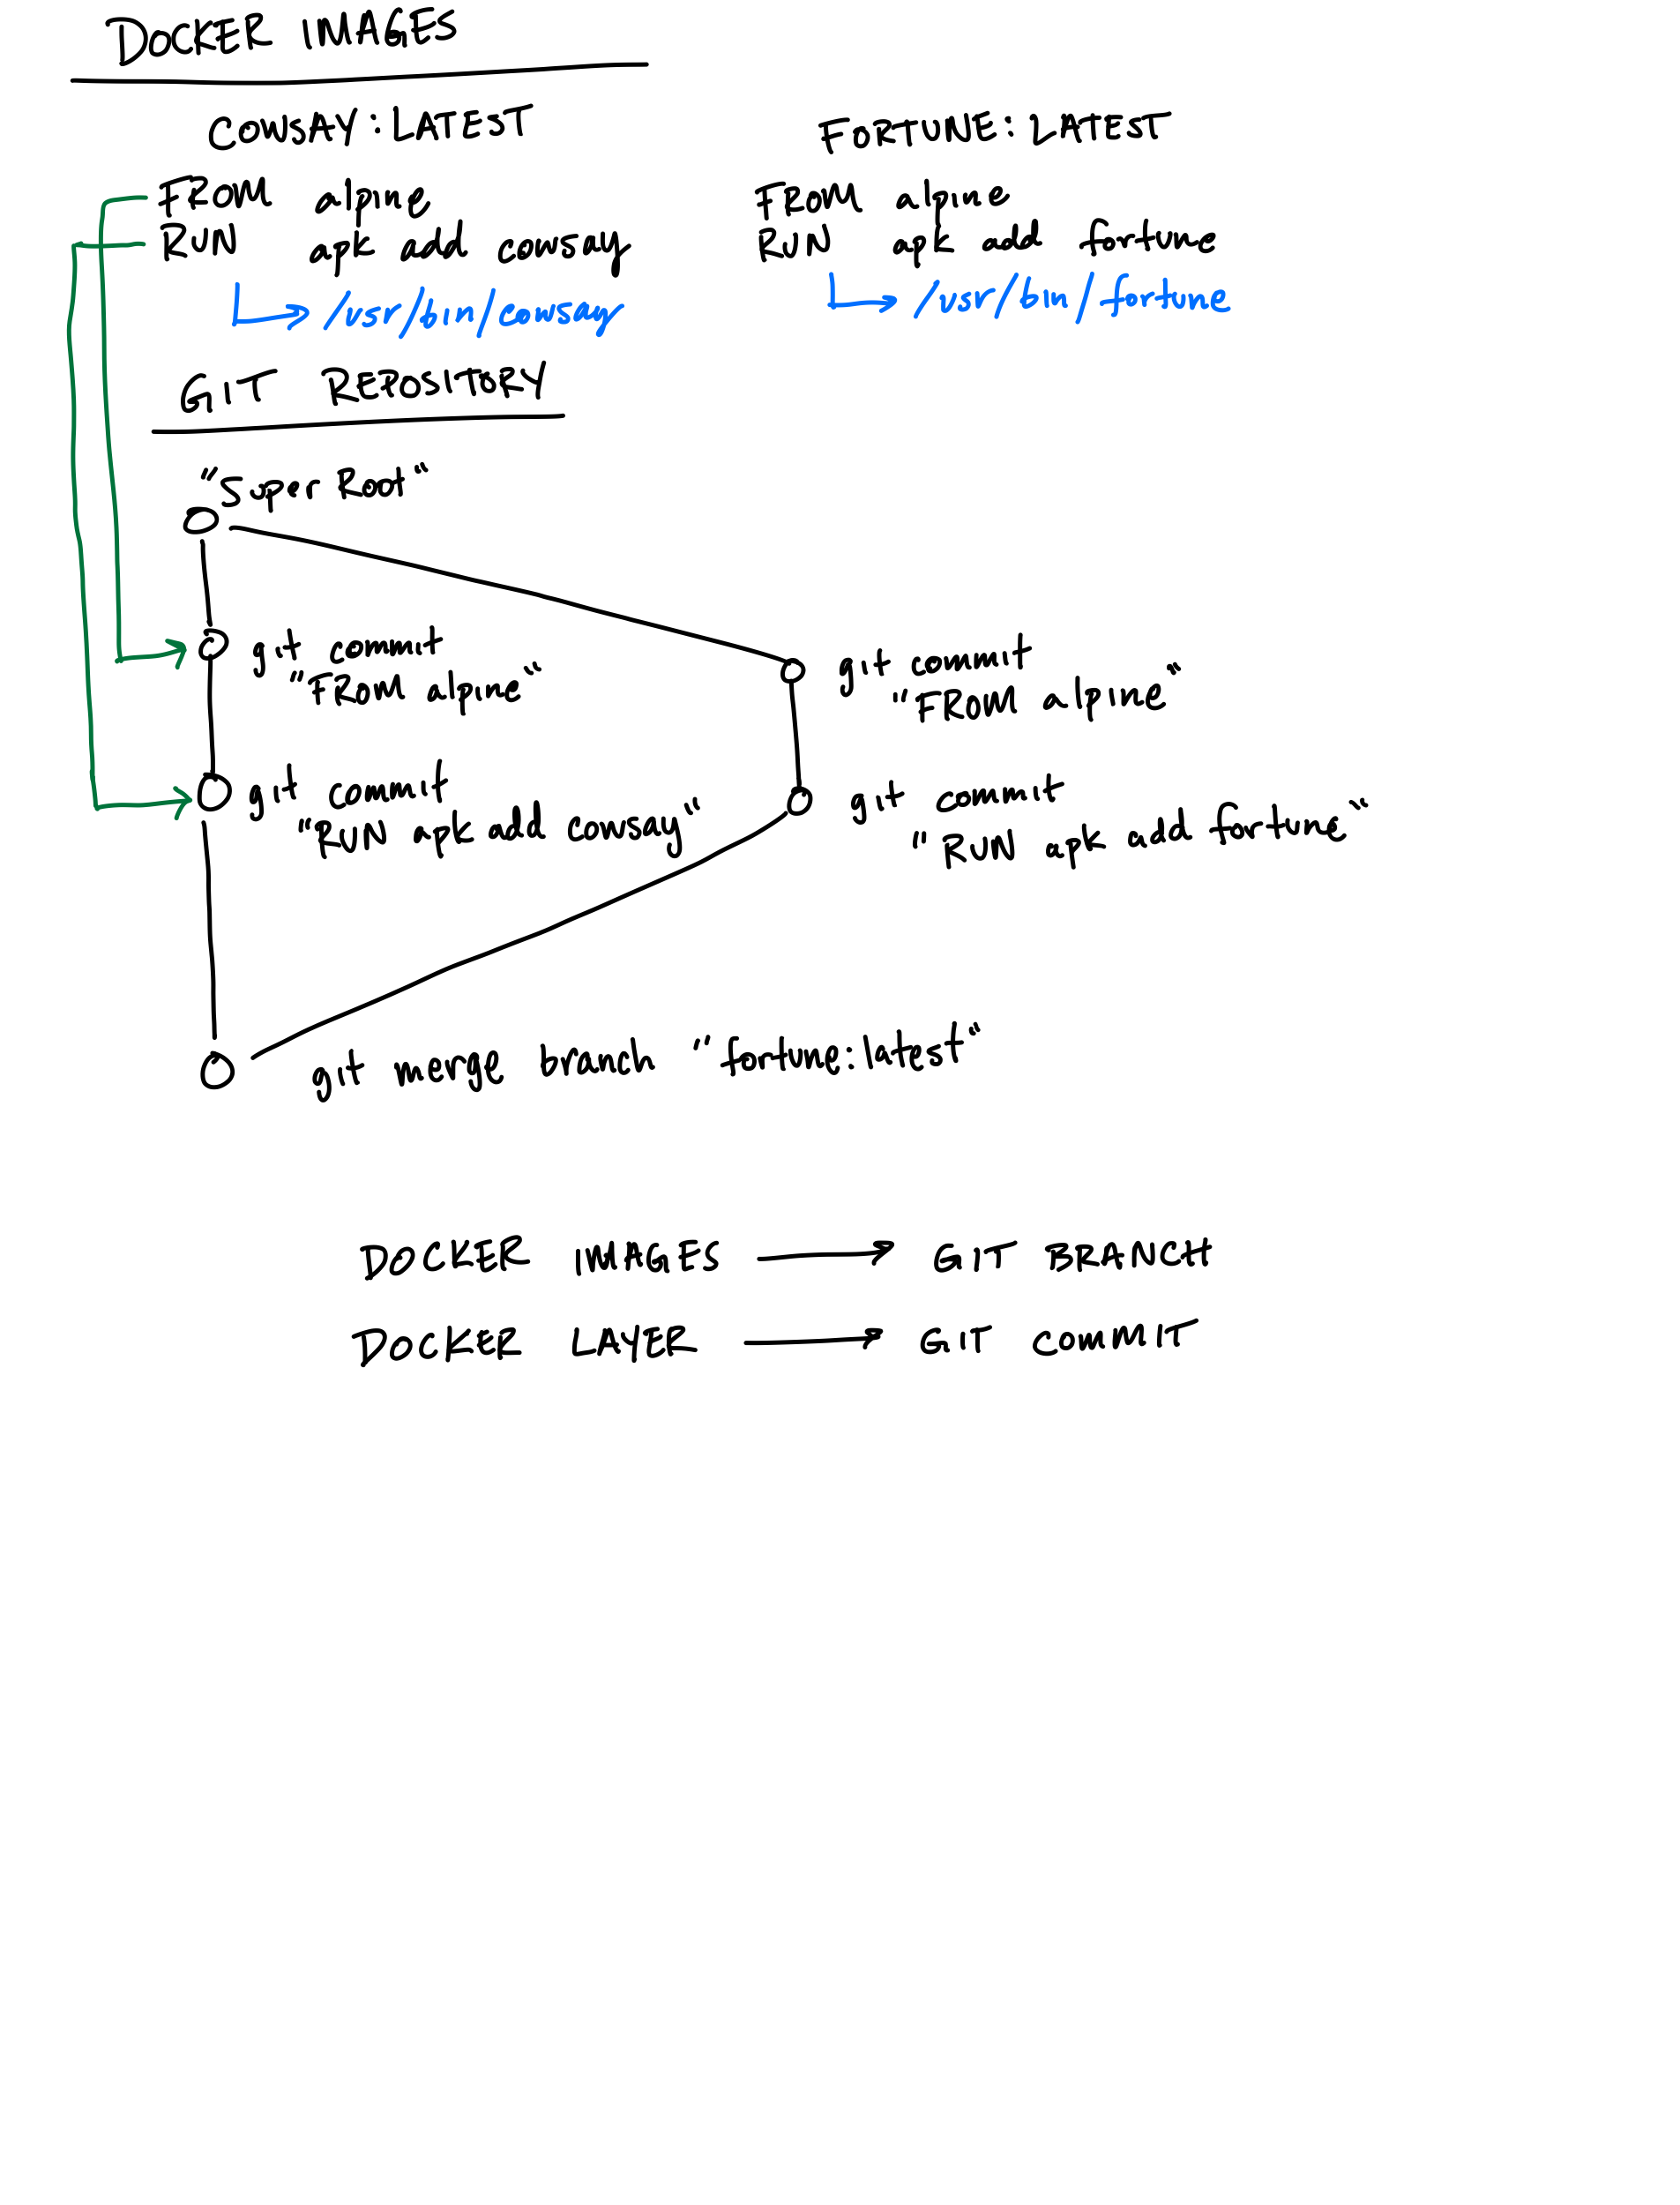 DOCKER IMAGES
COWSAY:LATEST
FROM alpine
RUN apk add cowsay
/usr/bin/cowsay
FORTUNE:LATEST
FROM alpine
RUN apk add fortune
/usr/bin/fortune
GIT REPOSITORY
"Super Root"
git commit
"FROM alpine"
git commit
"FROM alpine"
git commit
"RUN apk add cowsay"
git commit
"RUN apk add fortune"
git merge branch "fortune:latest"
DOCKER IMAGES → GIT BRANCH
DOCKER LAYER → GIT COMMIT